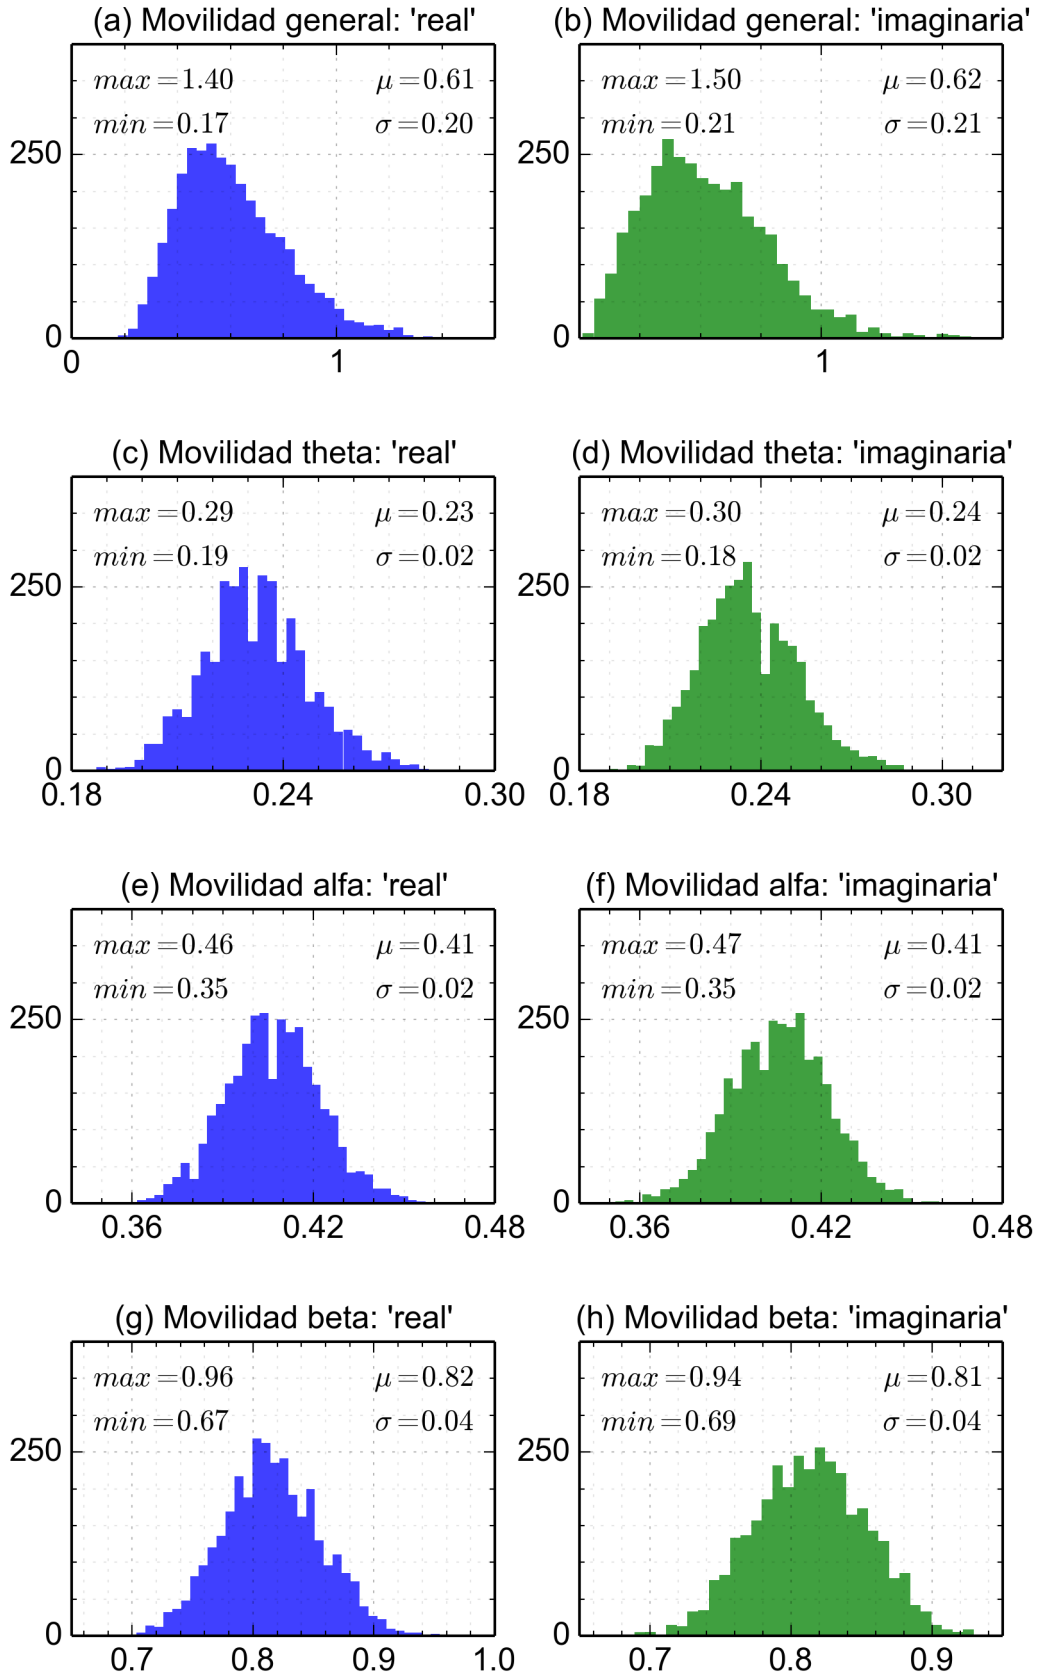 (a) Movilidad general: 'real'
max=1.40 μ=0.61
min=0.17 σ=0.20
250
0
0 1
(b) Movilidad general: 'imaginaria'
max=1.50 μ=0.62
min=0.21 σ=0.21
250
0
1
(c) Movilidad theta: 'real'
max=0.29 μ=0.23
min=0.19 σ=0.02
250
0
0.18 0.24 0.30
(d) Movilidad theta: 'imaginaria'
max=0.30 μ=0.24
min=0.18 σ=0.02
250
0
0.18 0.24 0.30
(e) Movilidad alfa: 'real'
max=0.46 μ=0.41
min=0.35 σ=0.02
250
0
0.36 0.42 0.48
(f) Movilidad alfa: 'imaginaria'
max=0.47 μ=0.41
min=0.35 σ=0.02
250
0
0.36 0.42 0.48
(g) Movilidad beta: 'real'
max=0.96 μ=0.82
min=0.67 σ=0.04
250
0
0.7 0.8 0.9 1.0
(h) Movilidad beta: 'imaginaria'
max=0.94 μ=0.81
min=0.69 σ=0.04
250
0
0.7 0.8 0.9